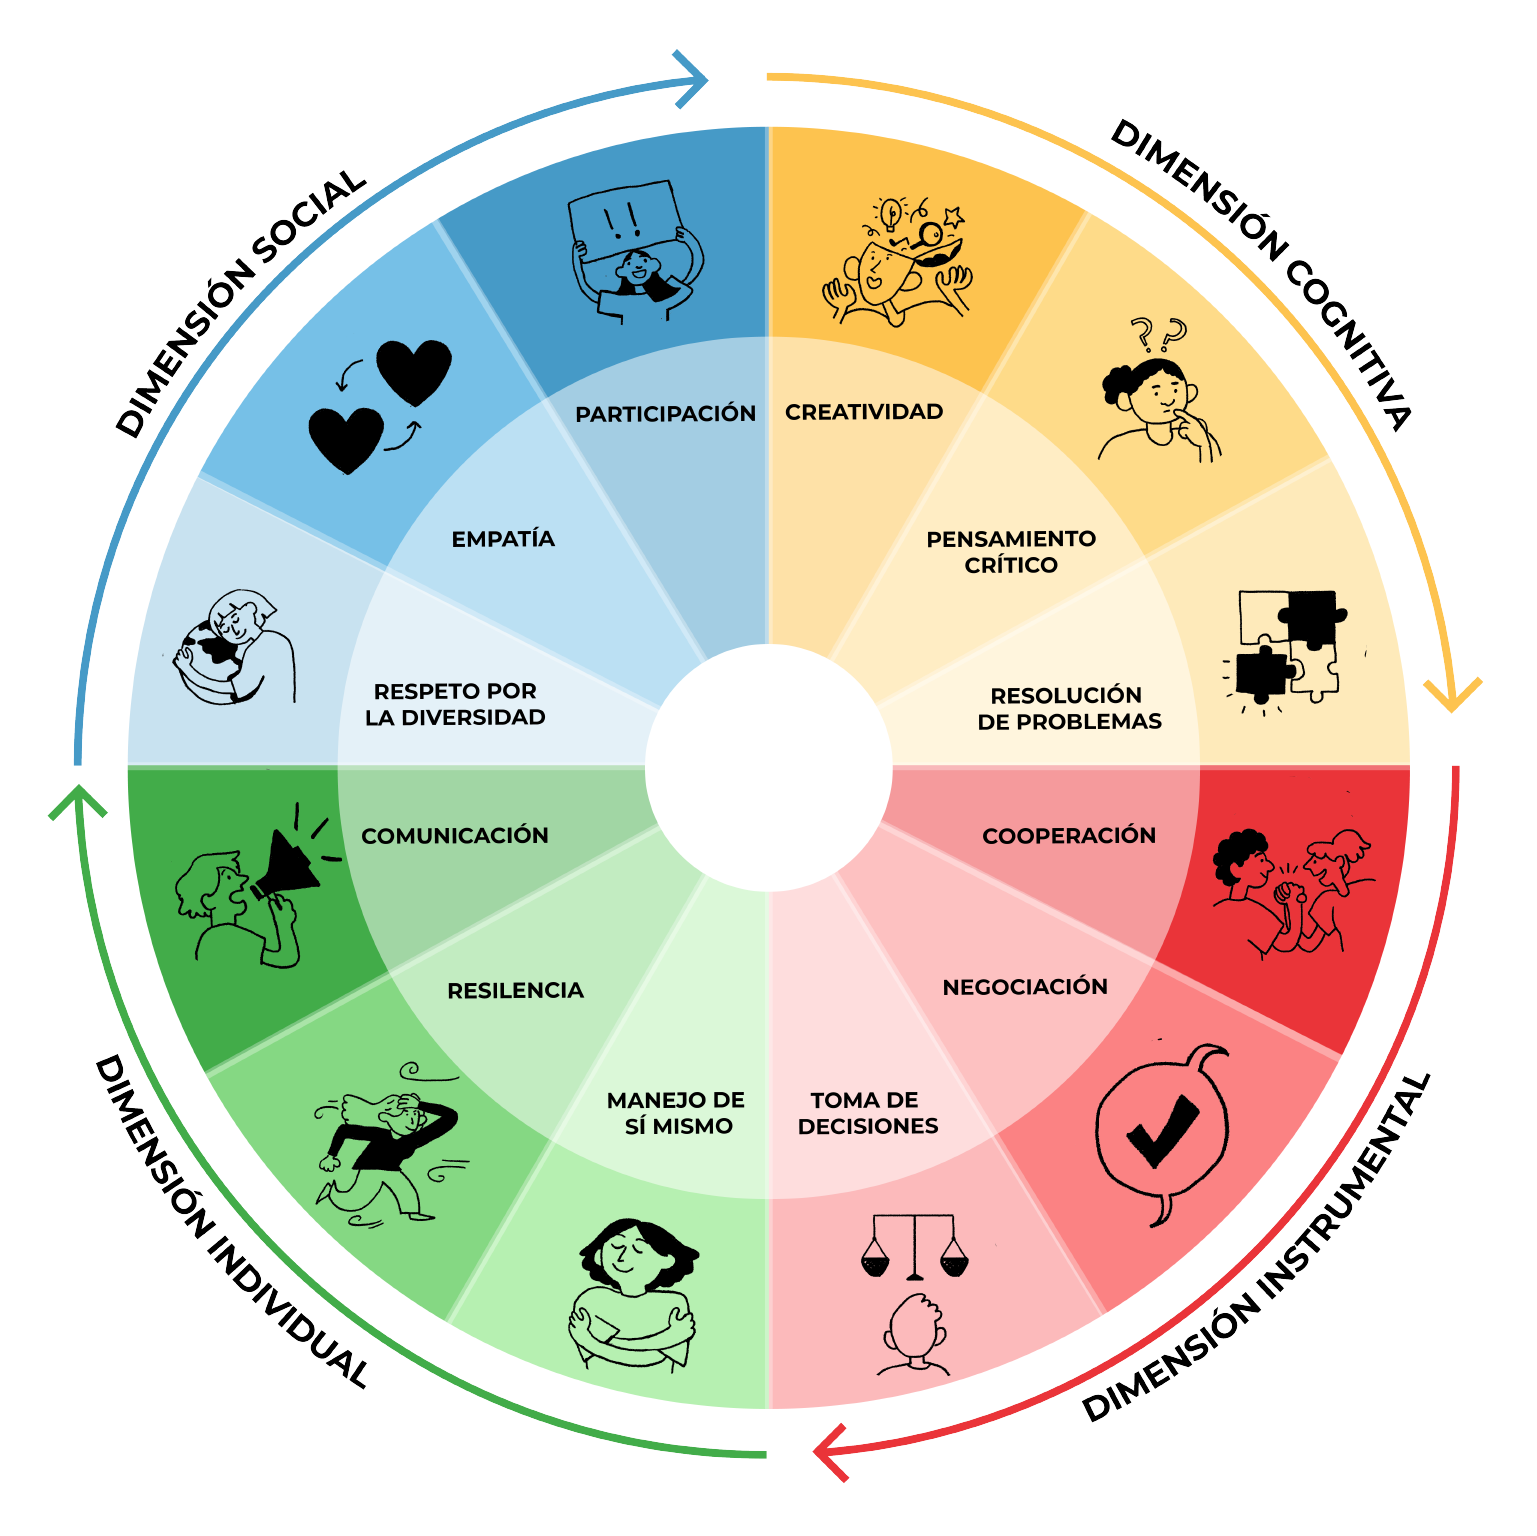 DIMENSIÓN SOCIAL
DIMENSIÓN COGNITIVA
!!
??
PARTICIPACIÓN
CREATIVIDAD
EMPATÍA
PENSAMIENTO
CRÍTICO
RESPETO POR
LA DIVERSIDAD
RESOLUCIÓN
DE PROBLEMAS
COMUNICACIÓN
COOPERACIÓN
RESILENCIA
NEGOCIACIÓN
MANEJO DE
SÍ MISMO
TOMA DE
DECISIONES
DIMENSIÓN INDIVIDUAL
DIMENSIÓN INSTRUMENTAL